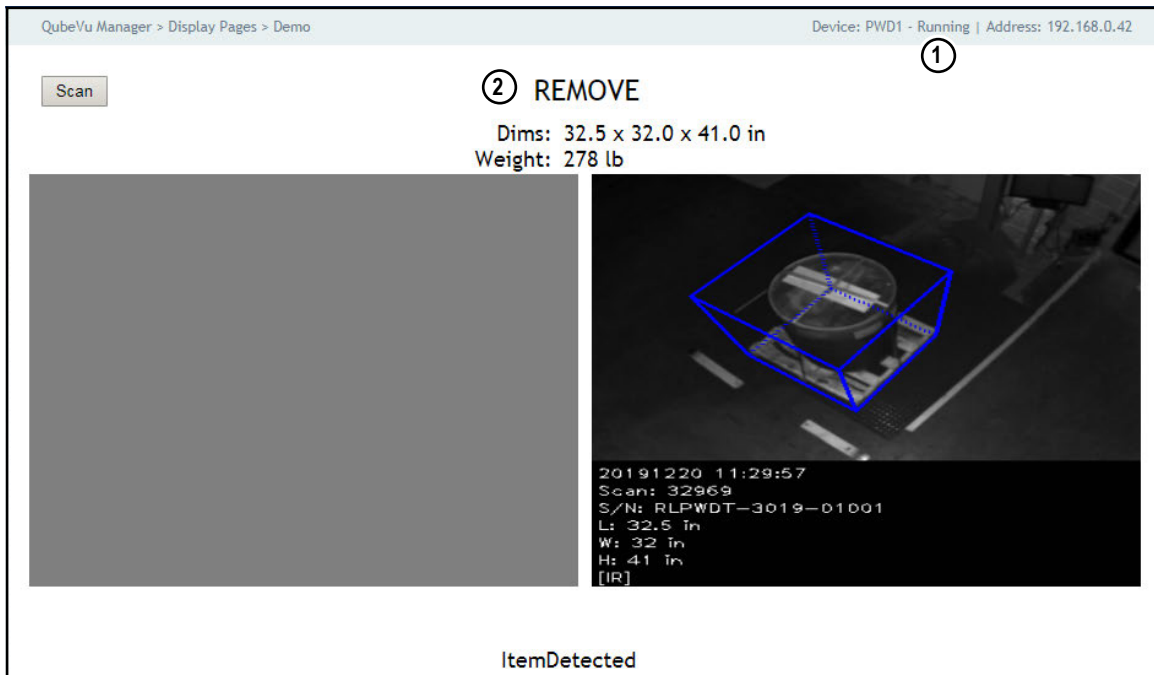 QubeVu Manager > Display Pages > Demo
Device: PWD1 - Running | Address: 192.168.0.42
1
Scan
2 REMOVE
Dims: 32.5 x 32.0 x 41.0 in
Weight: 278 lb
20191220 11:29:57
Scan: 32969
S/N: RLPWDT-3019-01001
L: 32.5 in
W: 32 in
H: 41 in
[IR]
ItemDetected